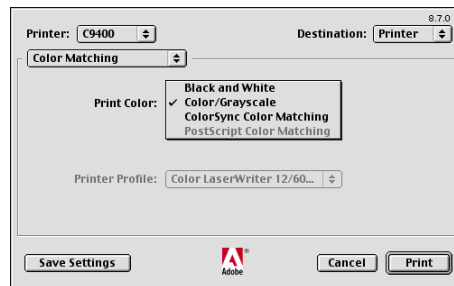 8.7.0
Printer: C9400 Destination: Printer
Color Matching
Print Color:
Black and White
✓ Color/Grayscale
ColorSync Color Matching
PostScript Color Matching
Printer Profile: Color LaserWriter 12/60...
Save Settings Adobe® Cancel Print